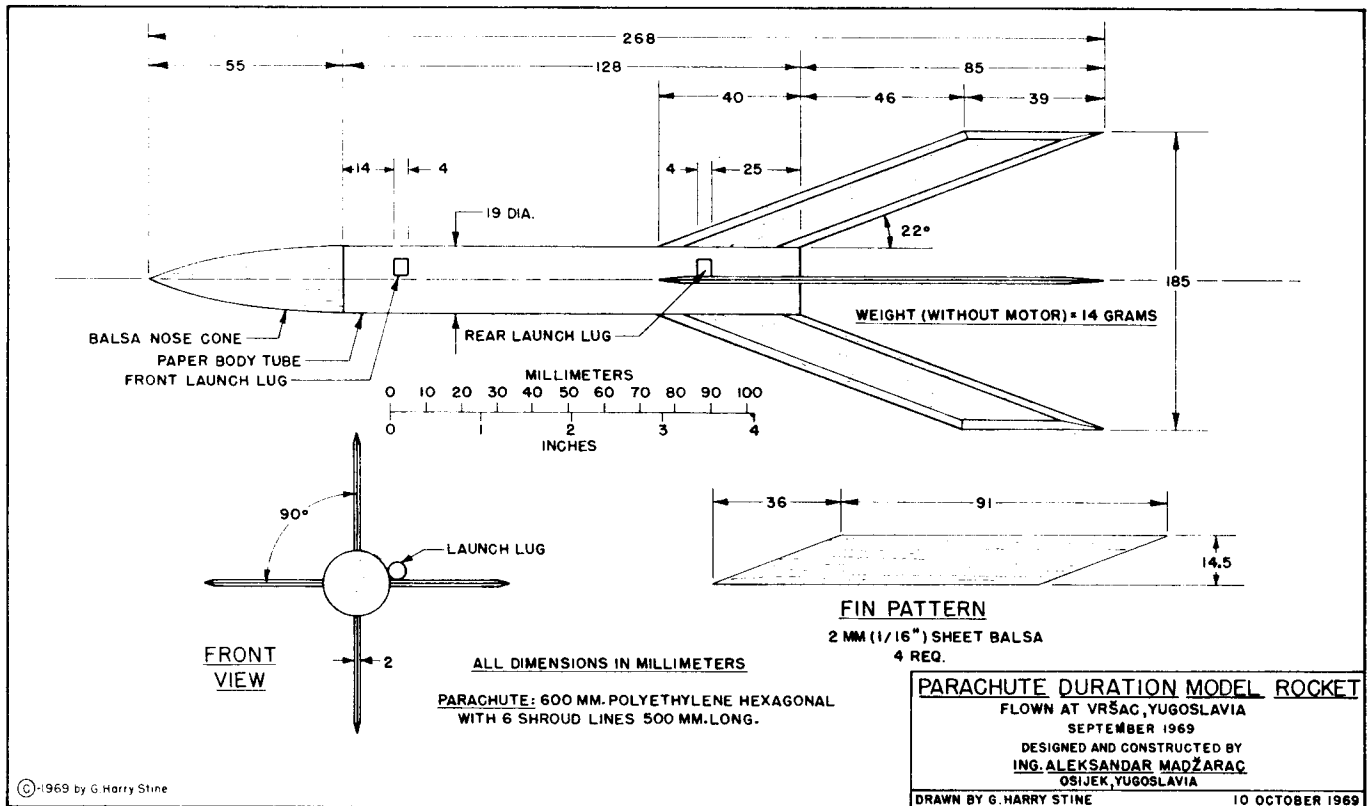 268
55
128
85
40
46
39
14
4
4
25
19 DIA.
22°
185
BALSA NOSE CONE
PAPER BODY TUBE
FRONT LAUNCH LUG
REAR LAUNCH LUG
WEIGHT (WITHOUT MOTOR) = 14 GRAMS
MILLIMETERS
0 10 20 30 40 50 60 70 80 90 100
0 1 2 3 4
INCHES
90°
LAUNCH LUG
2
FRONT
VIEW
36
91
14.5
FIN PATTERN
2 MM (1/16") SHEET BALSA
4 REQ.
ALL DIMENSIONS IN MILLIMETERS
PARACHUTE: 600 MM. POLYETHYLENE HEXAGONAL
WITH 6 SHROUD LINES 500 MM. LONG.
PARACHUTE DURATION MODEL ROCKET
FLOWN AT VRŠAC, YUGOSLAVIA
SEPTEMBER 1969
DESIGNED AND CONSTRUCTED BY
ING. ALEKSANDAR MADŽARAC
OSIJEK, YUGOSLAVIA
DRAWN BY G. HARRY STINE 10 OCTOBER 1969
©-1969 by G. Harry Stine